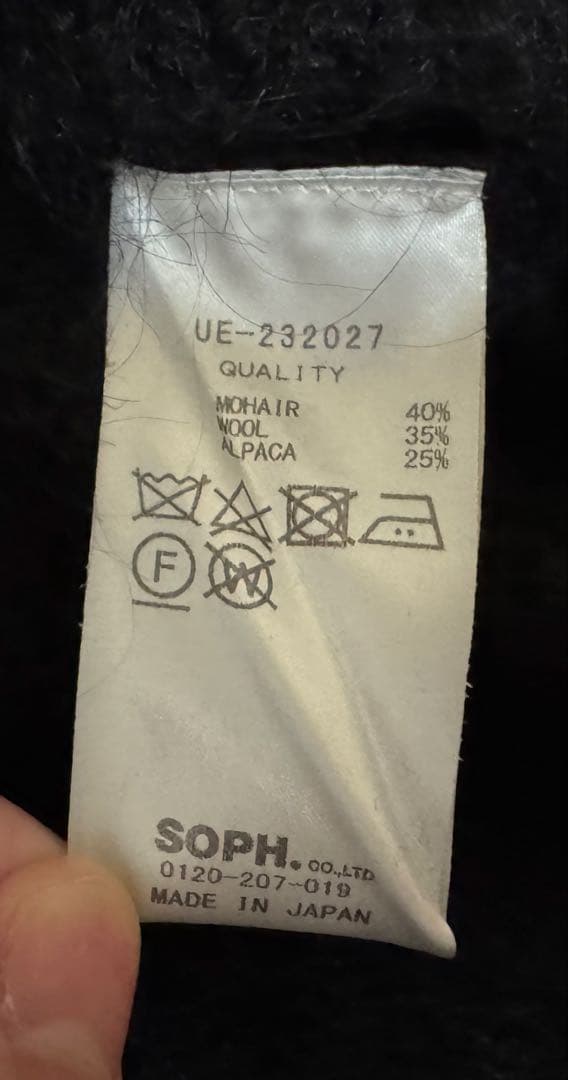 UE-232027
QUALITY
MOHAIR 40%
WOOL 35%
ALPACA 25%
F W
SOPH. CO.,LTD
0120-207-019
MADE IN JAPAN